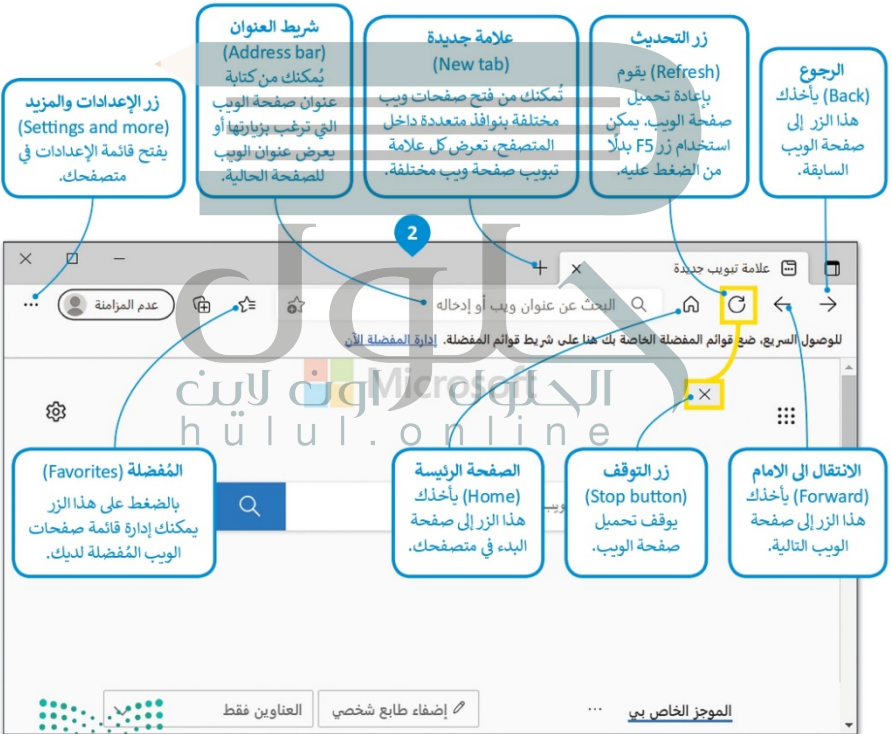 الرجوع
(Back) يأخذك
هذا الزر إلى
صفحة الويب
السابقة.
زر التحديث
(Refresh) يقوم
بإعادة تحميل
صفحة الويب. يمكن
استخدام زر F5 بدلًا
من الضغط عليه.
علامة جديدة
(New tab)
تُمكنك من فتح صفحات ويب
مختلفة بنوافذ متعددة داخل
المتصفح، تعرض كل علامة
تبويب صفحة ويب مختلفة.
شريط العنوان
(Address bar)
يُمكنك من كتابة
عنوان صفحة الويب
التي ترغب بزيارتها أو
يعرض عنوان الويب
للصفحة الحالية.
زر الإعدادات والمزيد
(Settings and more)
يفتح قائمة الإعدادات في
متصفحك.
2
علامة تبويب جديدة
البحث عن عنوان ويب أو إدخاله
عدم المزامنة
للوصول السريع، ضع قوائم المفضلة الخاصة بك هنا على شريط قوائم المفضلة. إدارة المفضلة الآن
Microsoft
حلول
الحلول اون لاين
hulul.online
الانتقال الى الامام
(Forward) يأخذك
هذا الزر إلى صفحة
الويب التالية.
زر التوقف
(Stop button)
يوقف تحميل
صفحة الويب.
الصفحة الرئيسة
(Home) يأخذك
هذا الزر إلى صفحة
البدء في متصفحك.
المُفضلة (Favorites)
بالضغط على هذا الزر
يمكنك إدارة قائمة صفحات
الويب المُفضلة لديك.
الموجز الخاص بي
إضفاء طابع شخصي
العناوين فقط